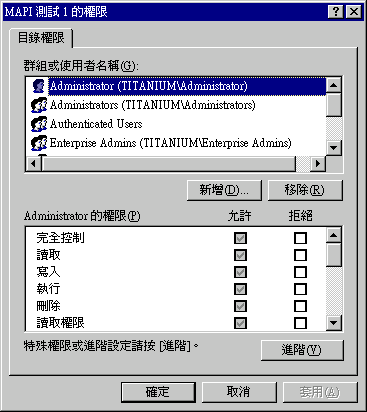 MAPI 測試 1 的權限
目錄權限
群組或使用者名稱(G):
Administrator (TITANIUM\Administrator)
Administrators (TITANIUM\Administrators)
Authenticated Users
Enterprise Admins (TITANIUM\Enterprise Admins)
新增(D)... 移除(R)
Administrator 的權限(P) 允許 拒絕
完全控制
讀取
寫入
執行
刪除
讀取權限
特殊權限或進階設定請按 [進階]。
進階(V)
確定 取消 套用(A)